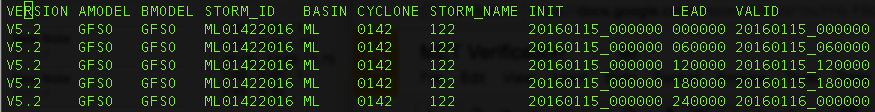 VERSION AMODEL BMODEL STORM_ID BASIN CYCLONE STORM_NAME INIT LEAD VALID
V5.2 GFSO GFSO ML01422016 ML 0142 122 20160115_000000 000000 20160115_000000
V5.2 GFSO GFSO ML01422016 ML 0142 122 20160115_000000 060000 20160115_060000
V5.2 GFSO GFSO ML01422016 ML 0142 122 20160115_000000 120000 20160115_120000
V5.2 GFSO GFSO ML01422016 ML 0142 122 20160115_000000 180000 20160115_180000
V5.2 GFSO GFSO ML01422016 ML 0142 122 20160115_000000 240000 20160116_000000